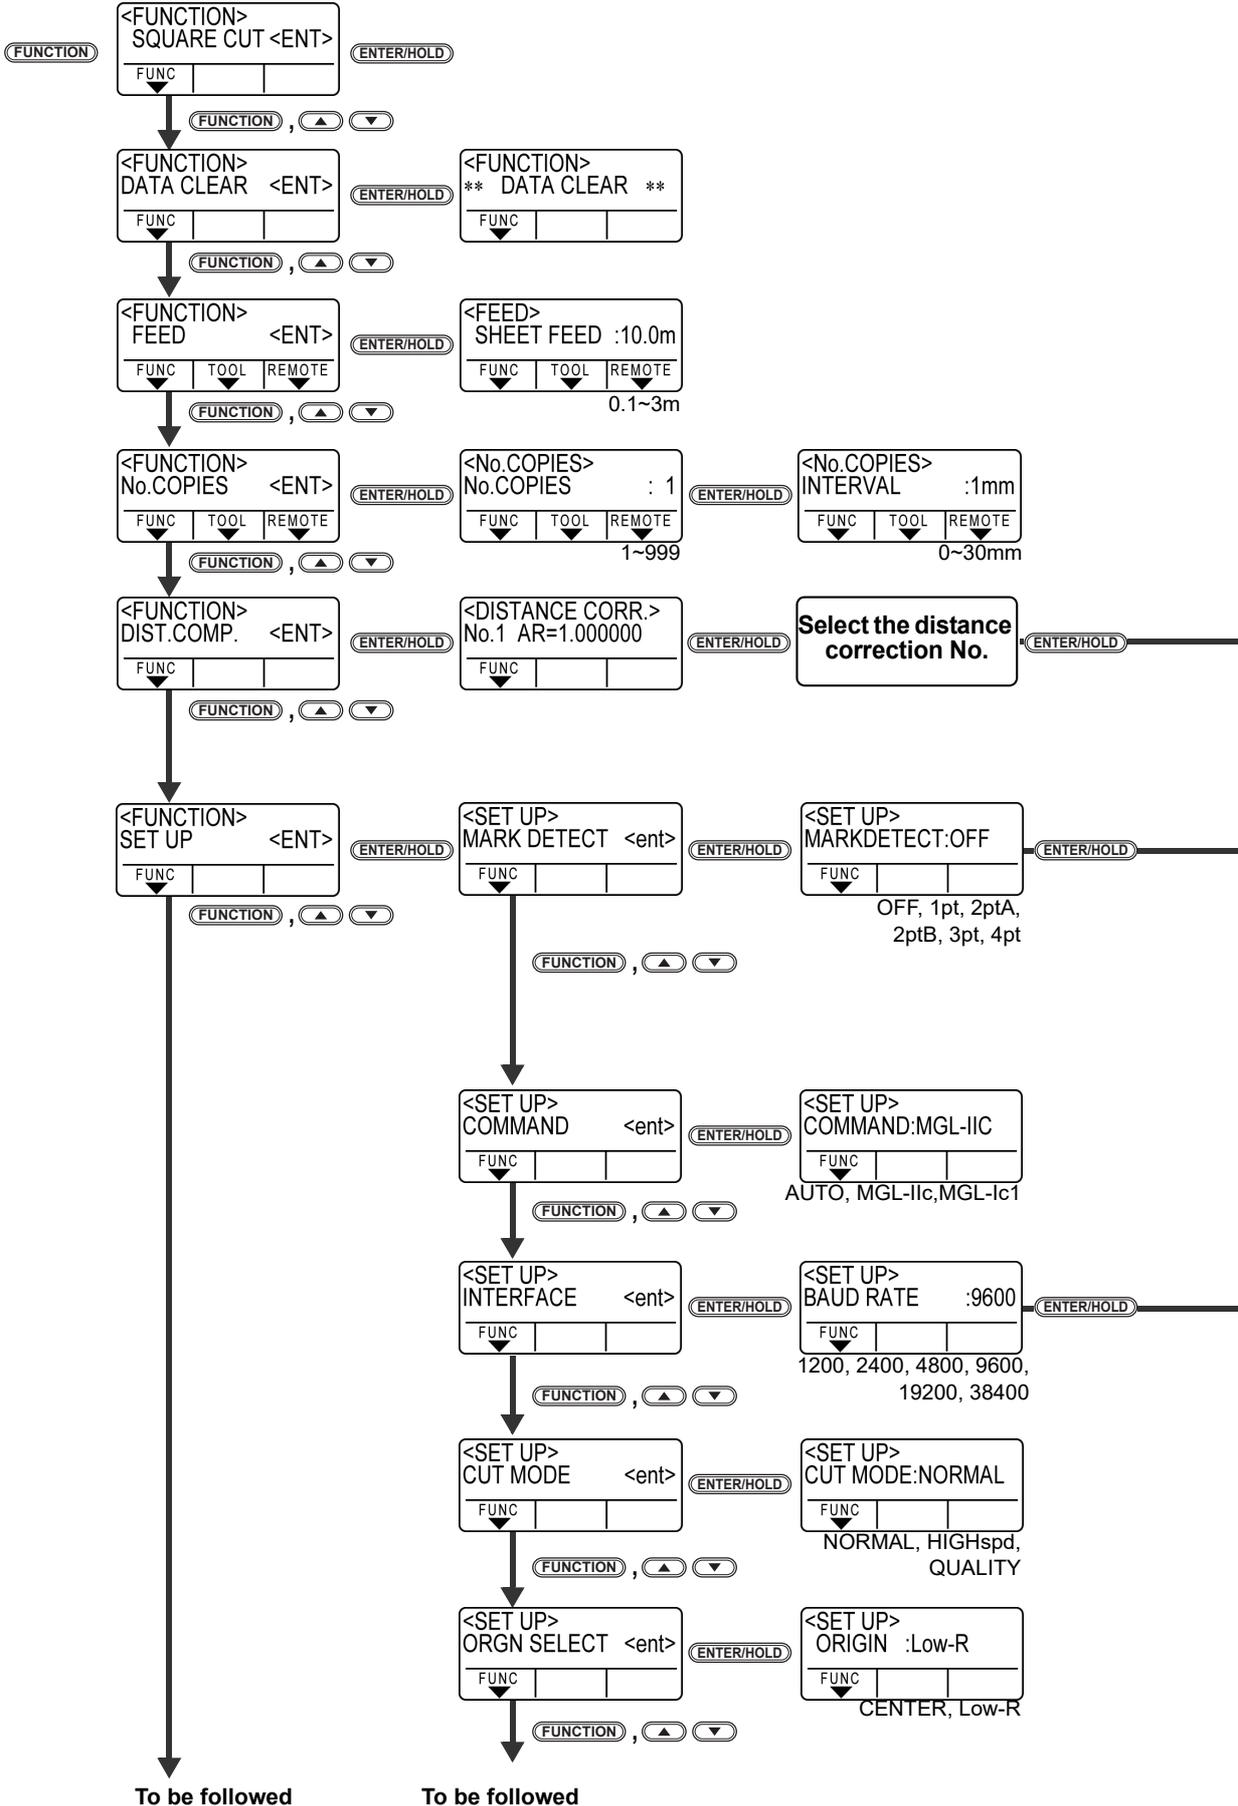 <FUNCTION>
SQUARE CUT <ENT>
FUNC
FUNCTION
ENTER/HOLD
FUNCTION ,
<FUNCTION>
DATA CLEAR <ENT>
FUNC
ENTER/HOLD
<FUNCTION>
** DATA CLEAR **
FUNC
FUNCTION ,
<FUNCTION>
FEED <ENT>
FUNC TOOL REMOTE
ENTER/HOLD
<FEED>
SHEET FEED :10.0m
FUNC TOOL REMOTE
0.1~3m
FUNCTION ,
<FUNCTION>
No.COPIES <ENT>
FUNC TOOL REMOTE
ENTER/HOLD
<No.COPIES>
No.COPIES : 1
FUNC TOOL REMOTE
1~999
ENTER/HOLD
<No.COPIES>
INTERVAL :1mm
FUNC TOOL REMOTE
0~30mm
FUNCTION ,
<FUNCTION>
DIST.COMP. <ENT>
FUNC
ENTER/HOLD
<DISTANCE CORR.>
No.1 AR=1.000000
FUNC
ENTER/HOLD
Select the distance
correction No.
ENTER/HOLD
FUNCTION ,
<FUNCTION>
SET UP <ENT>
FUNC
ENTER/HOLD
<SET UP>
MARK DETECT <ent>
FUNC
ENTER/HOLD
<SET UP>
MARKDETECT:OFF
FUNC
OFF, 1pt, 2ptA,
2ptB, 3pt, 4pt
ENTER/HOLD
FUNCTION ,
FUNCTION ,
<SET UP>
COMMAND <ent>
FUNC
ENTER/HOLD
<SET UP>
COMMAND:MGL-IIC
FUNC
AUTO, MGL-IIc,MGL-Ic1
FUNCTION ,
<SET UP>
INTERFACE <ent>
FUNC
ENTER/HOLD
<SET UP>
BAUD RATE :9600
FUNC
1200, 2400, 4800, 9600,
19200, 38400
ENTER/HOLD
FUNCTION ,
<SET UP>
CUT MODE <ent>
FUNC
ENTER/HOLD
<SET UP>
CUT MODE:NORMAL
FUNC
NORMAL, HIGHspd,
QUALITY
FUNCTION ,
<SET UP>
ORGN SELECT <ent>
FUNC
ENTER/HOLD
<SET UP>
ORIGIN :Low-R
FUNC
CENTER, Low-R
FUNCTION ,
To be followed
To be followed